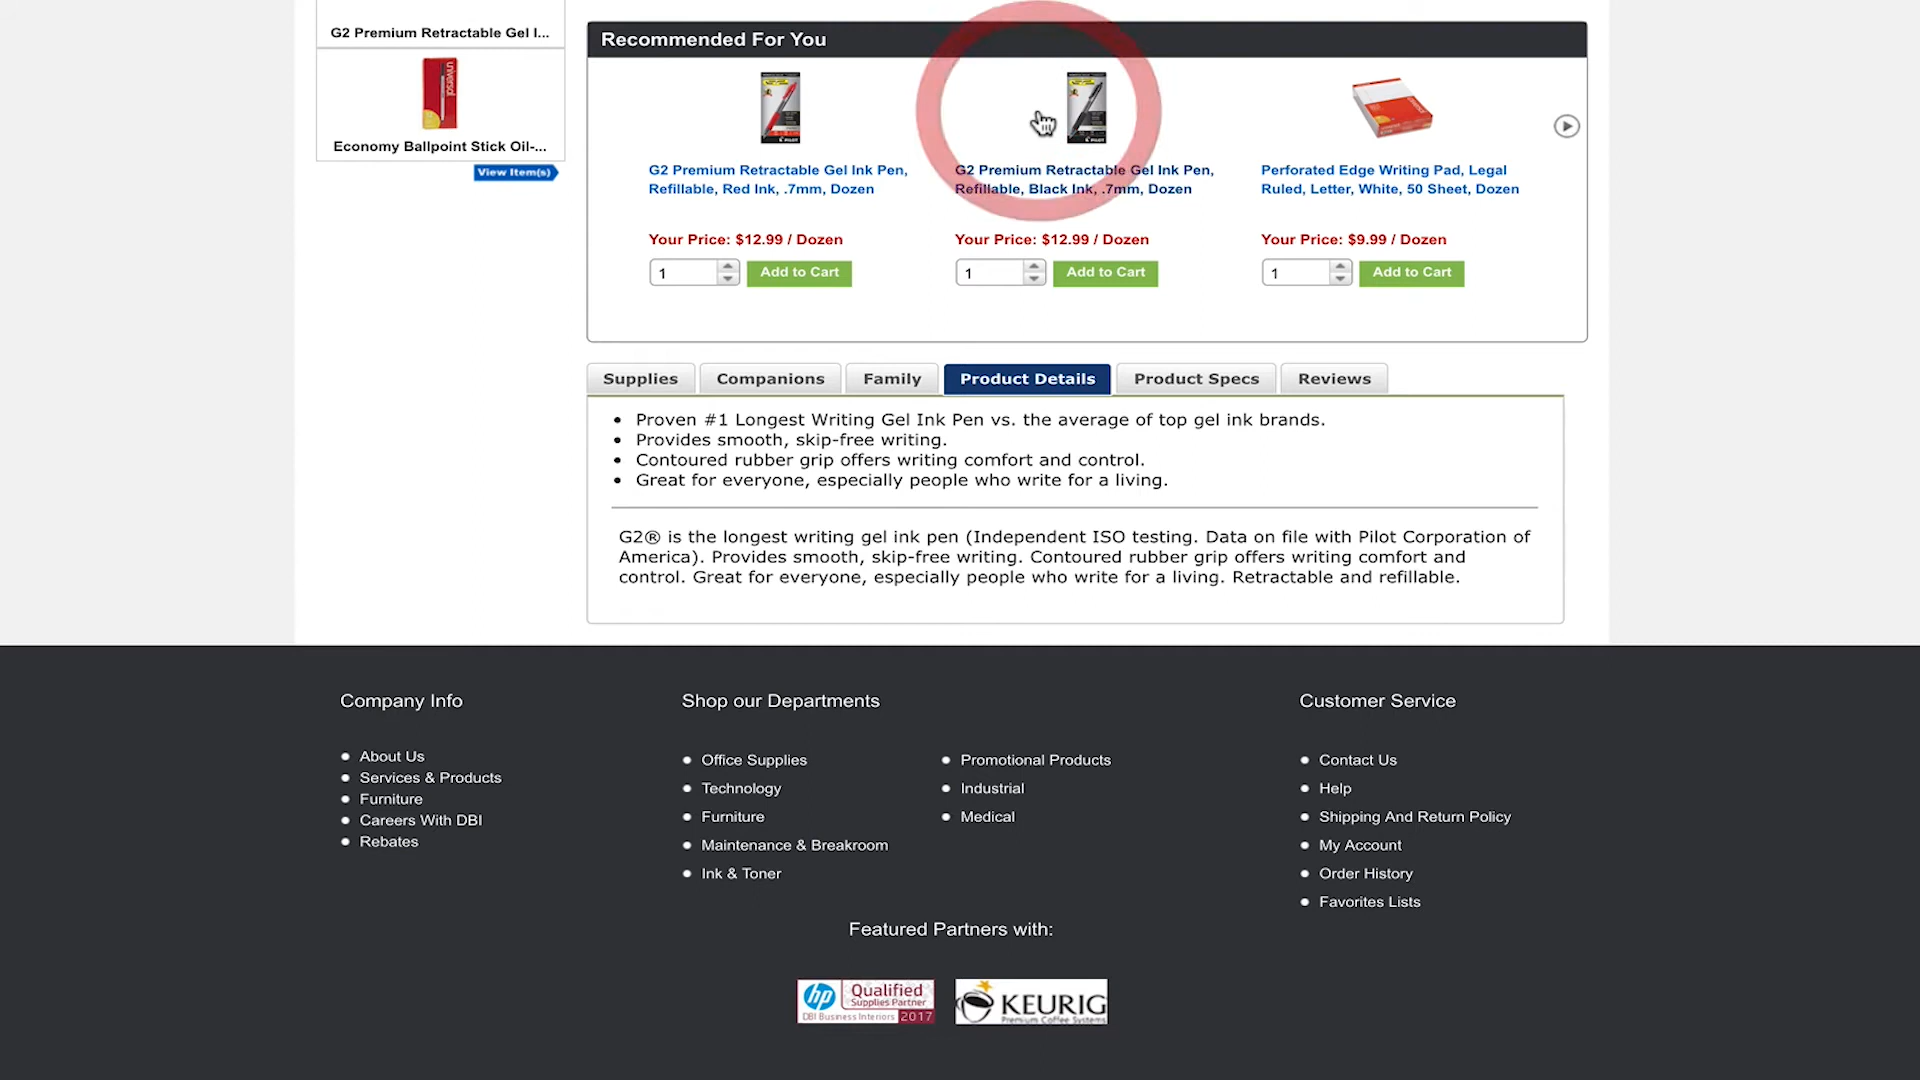 G2 Premium Retractable Gel I...
universal
Economy Ballpoint Stick Oil-...
View Item(s)
Recommended For You
PILOT
G2 Premium Retractable Gel Ink Pen,
Refillable, Red Ink, .7mm, Dozen
Your Price: $12.99 / Dozen
1
Add to Cart
G2 Premium Retractable Gel Ink Pen,
Refillable, Black Ink, .7mm, Dozen
Your Price: $12.99 / Dozen
1
Add to Cart
Perforated Edge Writing Pad, Legal
Ruled, Letter, White, 50 Sheet, Dozen
Your Price: $9.99 / Dozen
1
Add to Cart
Supplies
Companions
Family
Product Details
Product Specs
Reviews
Proven #1 Longest Writing Gel Ink Pen vs. the average of top gel ink brands.
Provides smooth, skip-free writing.
Contoured rubber grip offers writing comfort and control.
Great for everyone, especially people who write for a living.
G2® is the longest writing gel ink pen (Independent ISO testing. Data on file with Pilot Corporation of
America). Provides smooth, skip-free writing. Contoured rubber grip offers writing comfort and
control. Great for everyone, especially people who write for a living. Retractable and refillable.
Company Info
About Us
Services & Products
Furniture
Careers With DBI
Rebates
Shop our Departments
Office Supplies
Technology
Furniture
Maintenance & Breakroom
Ink & Toner
Promotional Products
Industrial
Medical
Customer Service
Contact Us
Help
Shipping And Return Policy
My Account
Order History
Favorites Lists
Featured Partners with:
hp
Qualified
Supplies Partner
DBI Business Interiors 2017
KEURIG
Premium Coffee Systems